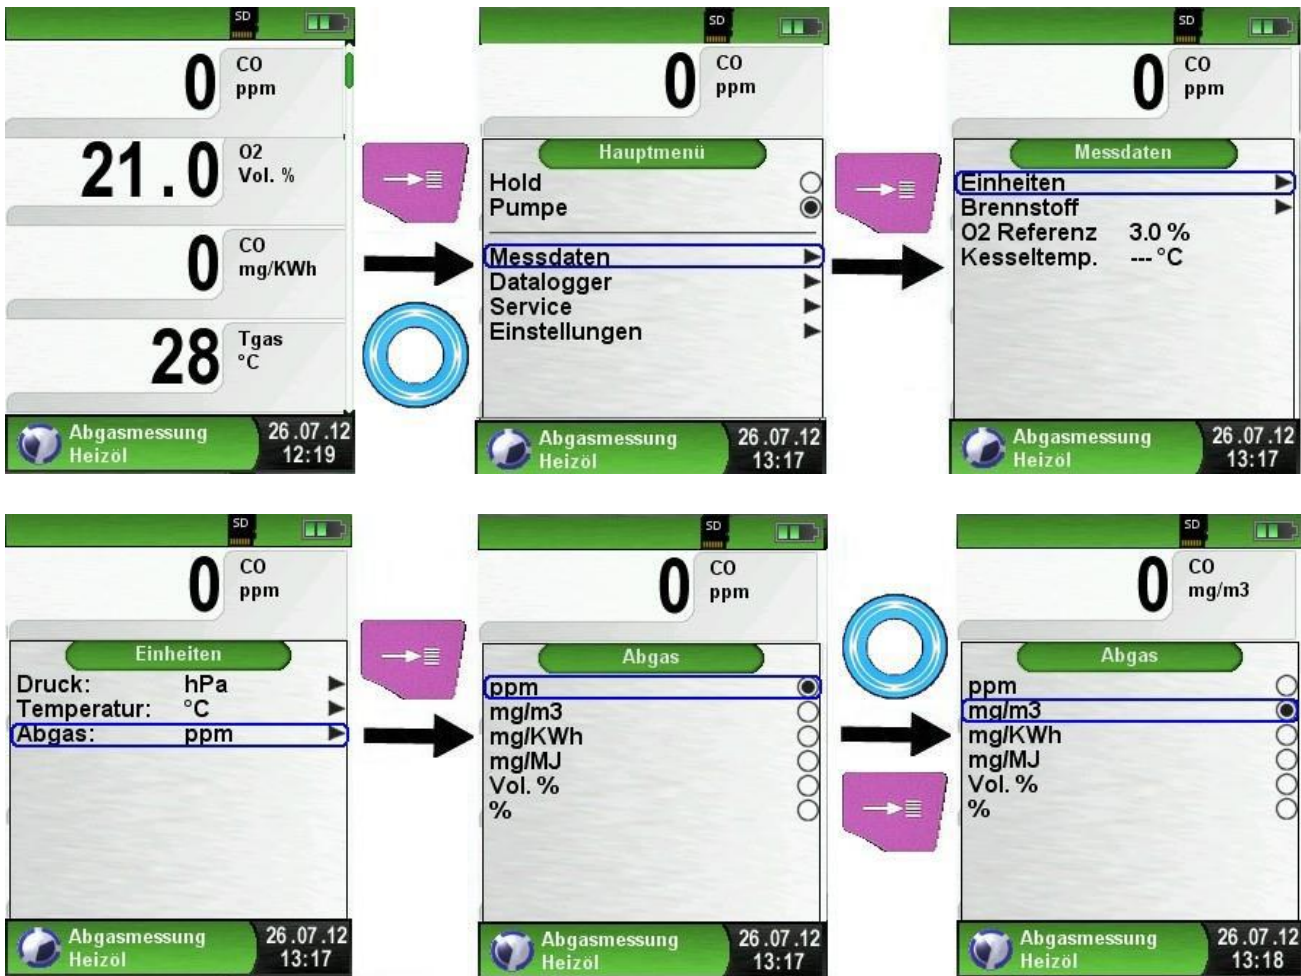 SD
0 CO
ppm
21.0 O2
Vol. %
0 CO
mg/KWh
28 Tgas
°C
Abgasmessung 26.07.12
Heizöl 12:19
SD
0 CO
ppm
Hauptmenü
Hold
Pumpe
Messdaten
Datalogger
Service
Einstellungen
Abgasmessung 26.07.12
Heizöl 13:17
SD
0 CO
ppm
Messdaten
Einheiten
Brennstoff
O2 Referenz 3.0 %
Kesseltemp. --- °C
Abgasmessung 26.07.12
Heizöl 13:17
SD
0 CO
ppm
Einheiten
Druck: hPa
Temperatur: °C
Abgas: ppm
Abgasmessung 26.07.12
Heizöl 13:17
SD
0 CO
ppm
Abgas
ppm
mg/m3
mg/KWh
mg/MJ
Vol. %
%
Abgasmessung 26.07.12
Heizöl 13:17
SD
0 CO
mg/m3
Abgas
ppm
mg/m3
mg/KWh
mg/MJ
Vol. %
%
Abgasmessung 26.07.12
Heizöl 13:18